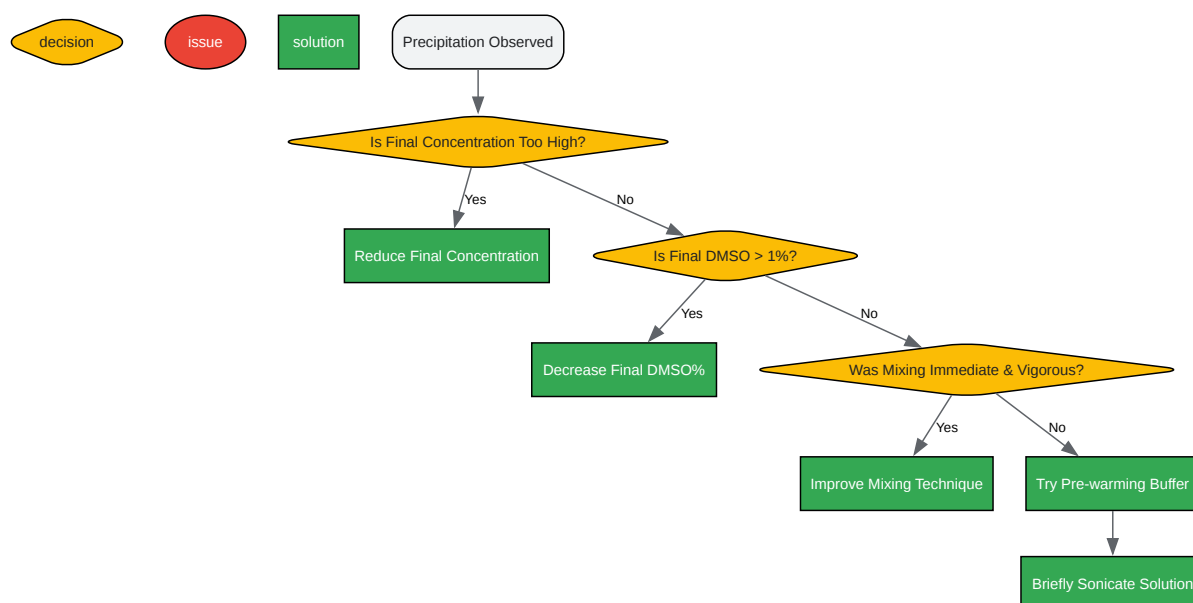 decision
issue
solution
Precipitation Observed
Is Final Concentration Too High?
Yes
No
Reduce Final Concentration
Is Final DMSO > 1%?
Yes
No
Decrease Final DMSO%
Was Mixing Immediate & Vigorous?
Yes
No
Improve Mixing Technique
Try Pre-warming Buffer
Briefly Sonicate Solution